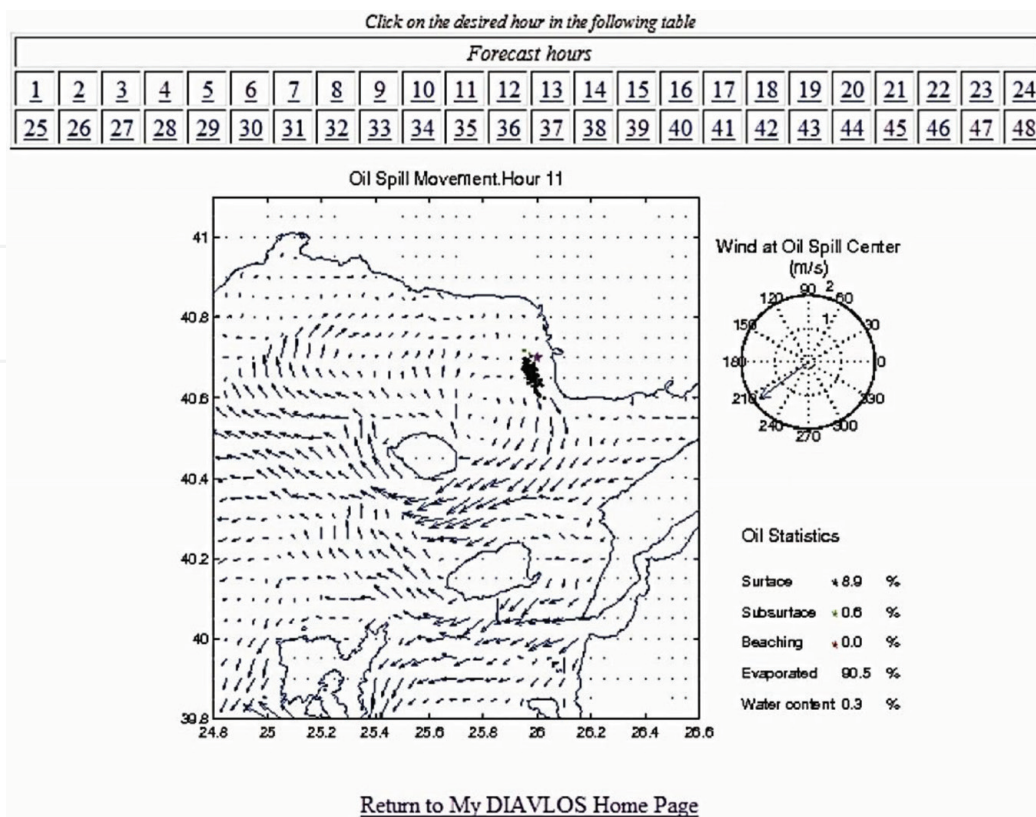 Click on the desired hour in the following table
Forecast hours
1 2 3 4 5 6 7 8 9 10 11 12 13 14 15 16 17 18 19 20 21 22 23 24
25 26 27 28 29 30 31 32 33 34 35 36 37 38 39 40 41 42 43 44 45 46 47 48
Oil Spill Movement.Hour 11
41
40.8
40.6
40.4
40.2
40
39.8
24.8 25 25.2 25.4 25.6 25.8 26 26.2 26.4 26.6
Wind at Oil Spill Center
(m/s)
90 2
120 60
1
150 30
180 0
210 330
240 300
270
Oil Statistics
Surface * 8.9 %
Subsurface * 0.6 %
Beaching * 0.0 %
Evaporated 90.5 %
Water content 0.3 %
Return to My DIAVLOS Home Page